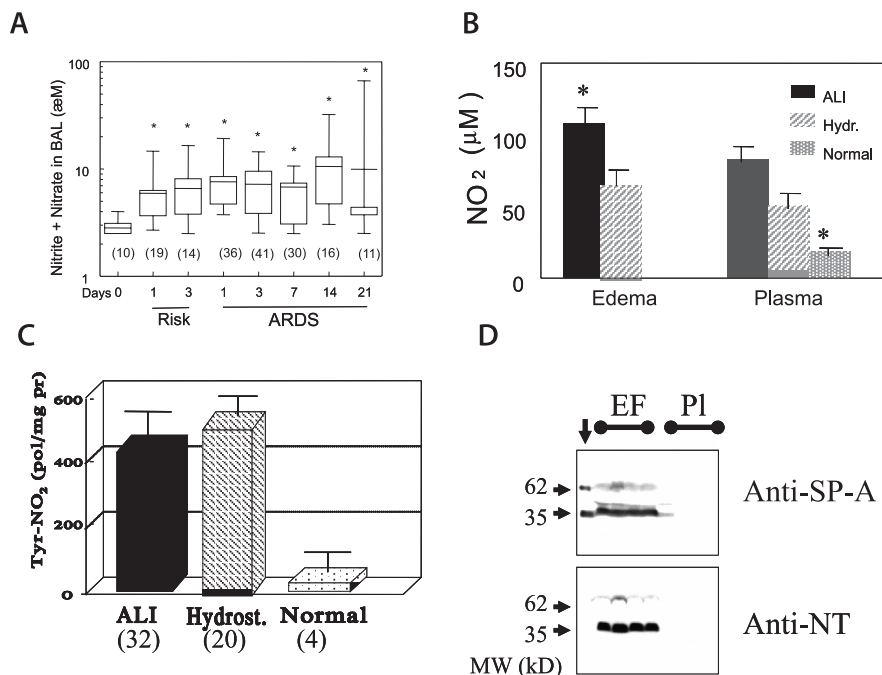 A
Nitrite + Nitrate in BAL (æM)
100
10
1
* * * * * * *
(10) (19) (14) (36) (41) (30) (16) (11)
Days 0 1 3 1 3 7 14 21
Risk ARDS
B
NO2 (μM)
150
100
50
0
* *
ALI
Hydr.
Normal
Edema Plasma
C
Tyr-NO2 (pol/mg pr)
600
400
200
0
ALI Hydrost. Normal
(32) (20) (4)
D
EF Pl
62
35
Anti-SP-A
62
35
Anti-NT
MW (kD)